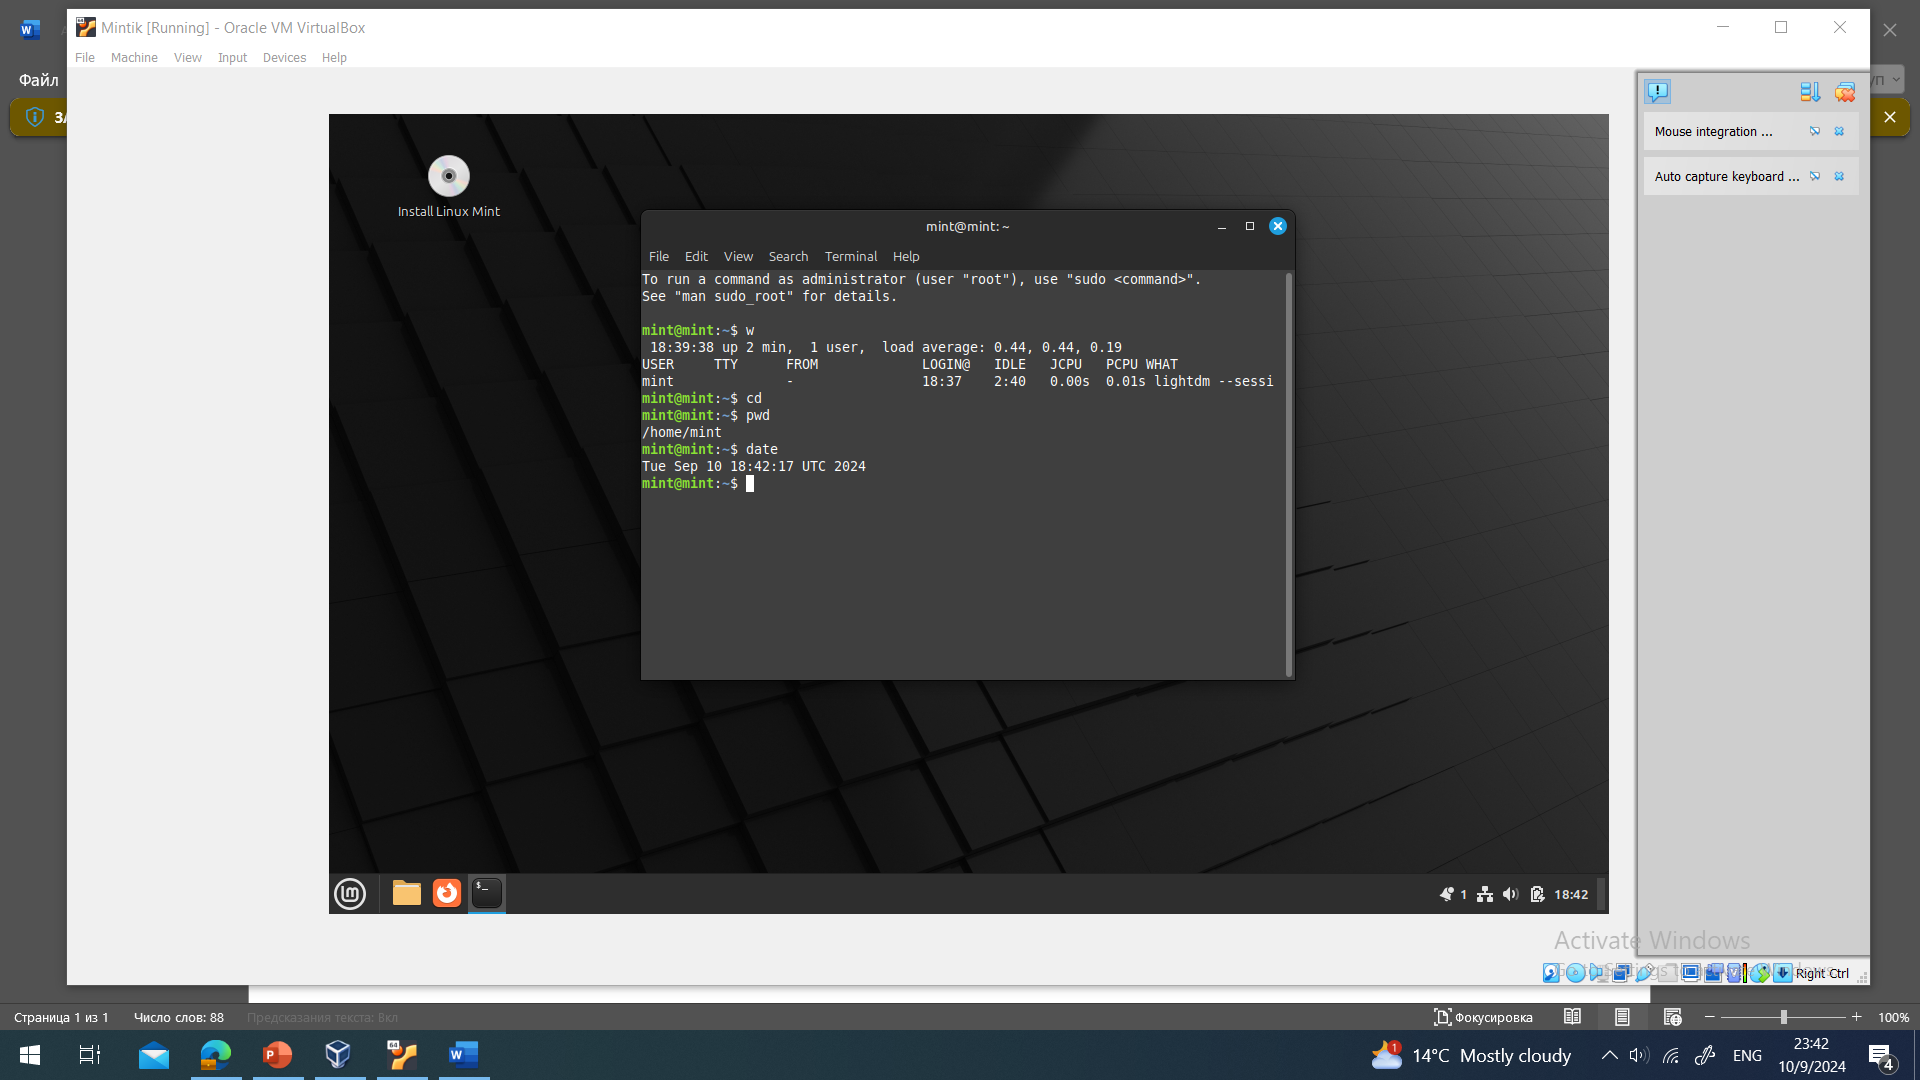 Mintik [Running] - Oracle VM VirtualBox
File Machine View Input Devices Help
Файл
Mouse integration ...
Auto capture keyboard ...
Install Linux Mint
mint@mint: ~
File Edit View Search Terminal Help
To run a command as administrator (user "root"), use "sudo <command>".
See "man sudo_root" for details.
mint@mint:~$ w
18:39:38 up 2 min, 1 user, load average: 0.44, 0.44, 0.19
USER TTY FROM LOGIN@ IDLE JCPU PCPU WHAT
mint - 18:37 2:40 0.00s 0.01s lightdm --sessi
mint@mint:~$ cd
mint@mint:~$ pwd
/home/mint
mint@mint:~$ date
Tue Sep 10 18:42:17 UTC 2024
mint@mint:~$
1 18:42
Activate Windows
Right Ctrl
Страница 1 из 1 Число слов: 88 Предсказания текста: Вкл Фокусировка 100%
14°C Mostly cloudy ENG 23:42
10/9/2024 4